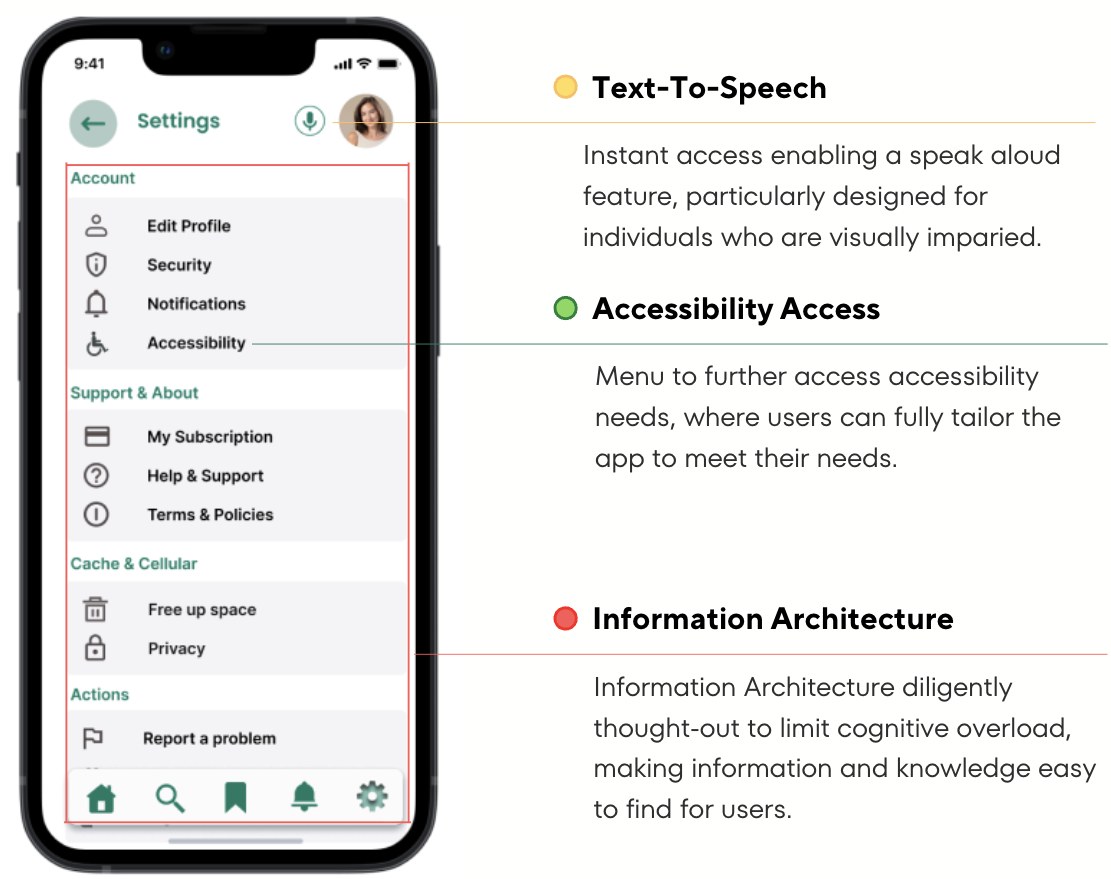 9:41
Settings
Account
Edit Profile
Security
Notifications
Accessibility
Support & About
My Subscription
Help & Support
Terms & Policies
Cache & Cellular
Free up space
Privacy
Actions
Report a problem
Text-To-Speech
Instant access enabling a speak aloud
feature, particularly designed for
individuals who are visually imparied.
Accessibility Access
Menu to further access accessibility
needs, where users can fully tailor the
app to meet their needs.
Information Architecture
Information Architecture diligently
thought-out to limit cognitive overload,
making information and knowledge easy
to find for users.